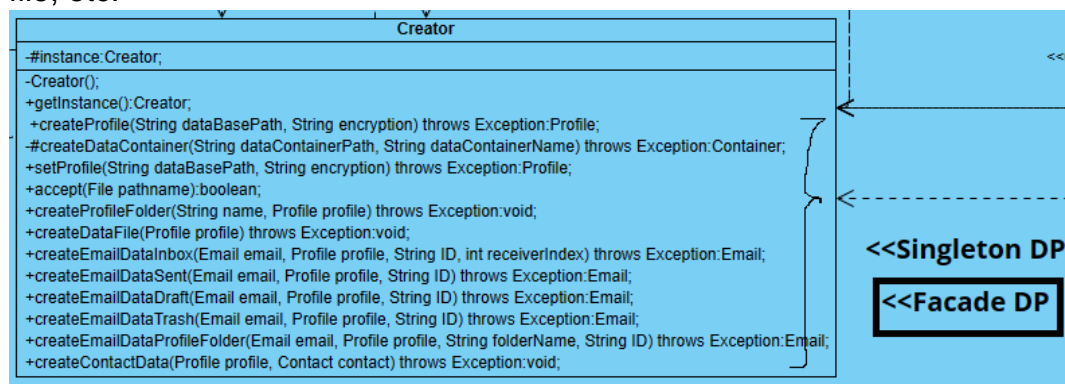 Creator
-#instance:Creator;
-Creator();
+getInstance():Creator;
+createProfile(String dataBasePath, String encryption) throws Exception:Profile;
-#createDataContainer(String dataContainerPath, String dataContainerName) throws Exception:Container;
+setProfile(String dataBasePath, String encryption) throws Exception:Profile;
+accept(File pathname):boolean;
+createProfileFolder(String name, Profile profile) throws Exception:void;
+createDataFile(Profile profile) throws Exception:void;
+createEmailDataInbox(Email email, Profile profile, String ID, int receiverIndex) throws Exception:Email;
+createEmailDataSent(Email email, Profile profile, String ID) throws Exception:Email;
+createEmailDataDraft(Email email, Profile profile, String ID) throws Exception:Email;
+createEmailDataTrash(Email email, Profile profile, String ID) throws Exception:Email;
+createEmailDataProfileFolder(Email email, Profile profile, String folderName, String ID) throws Exception:Email;
+createContactData(Profile profile, Contact contact) throws Exception:void;
<<
<<Singleton DP
<<Facade DP